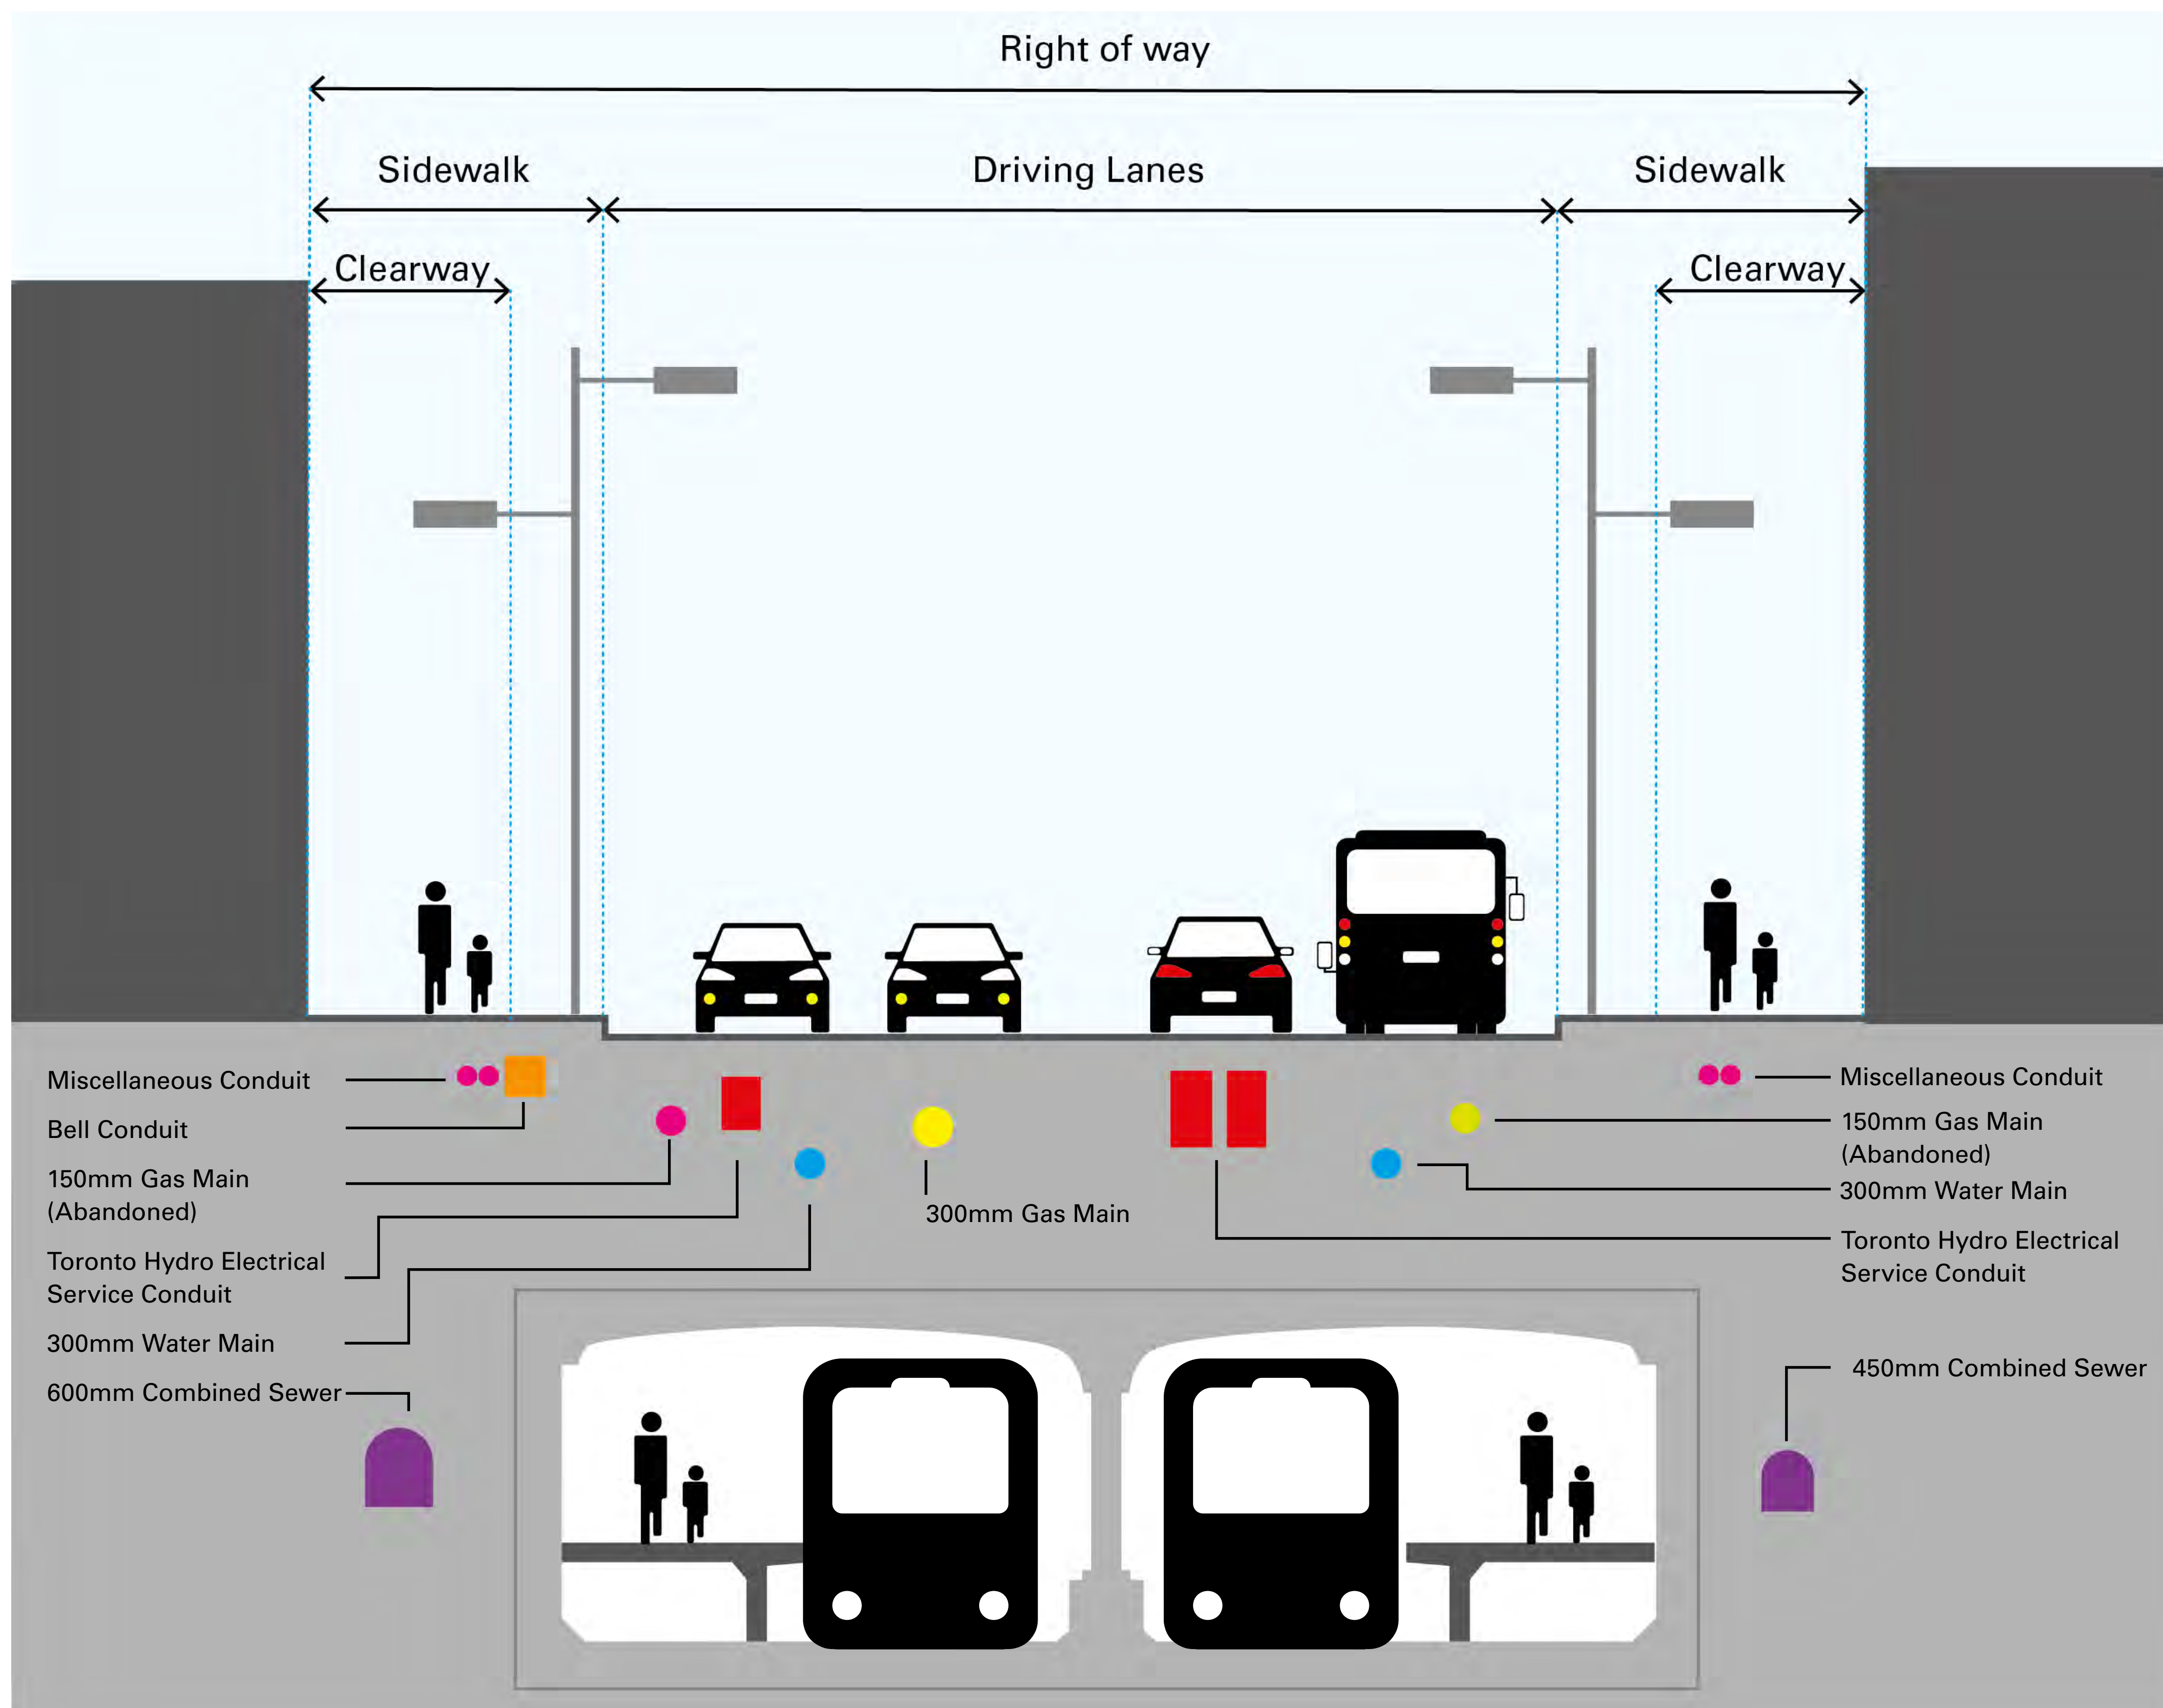 Right of way
Sidewalk
Driving Lanes
Sidewalk
Clearway
Clearway
Miscellaneous Conduit
Bell Conduit
150mm Gas Main
(Abandoned)
Toronto Hydro Electrical
Service Conduit
300mm Water Main
600mm Combined Sewer
300mm Gas Main
Miscellaneous Conduit
150mm Gas Main
(Abandoned)
300mm Water Main
Toronto Hydro Electrical
Service Conduit
450mm Combined Sewer